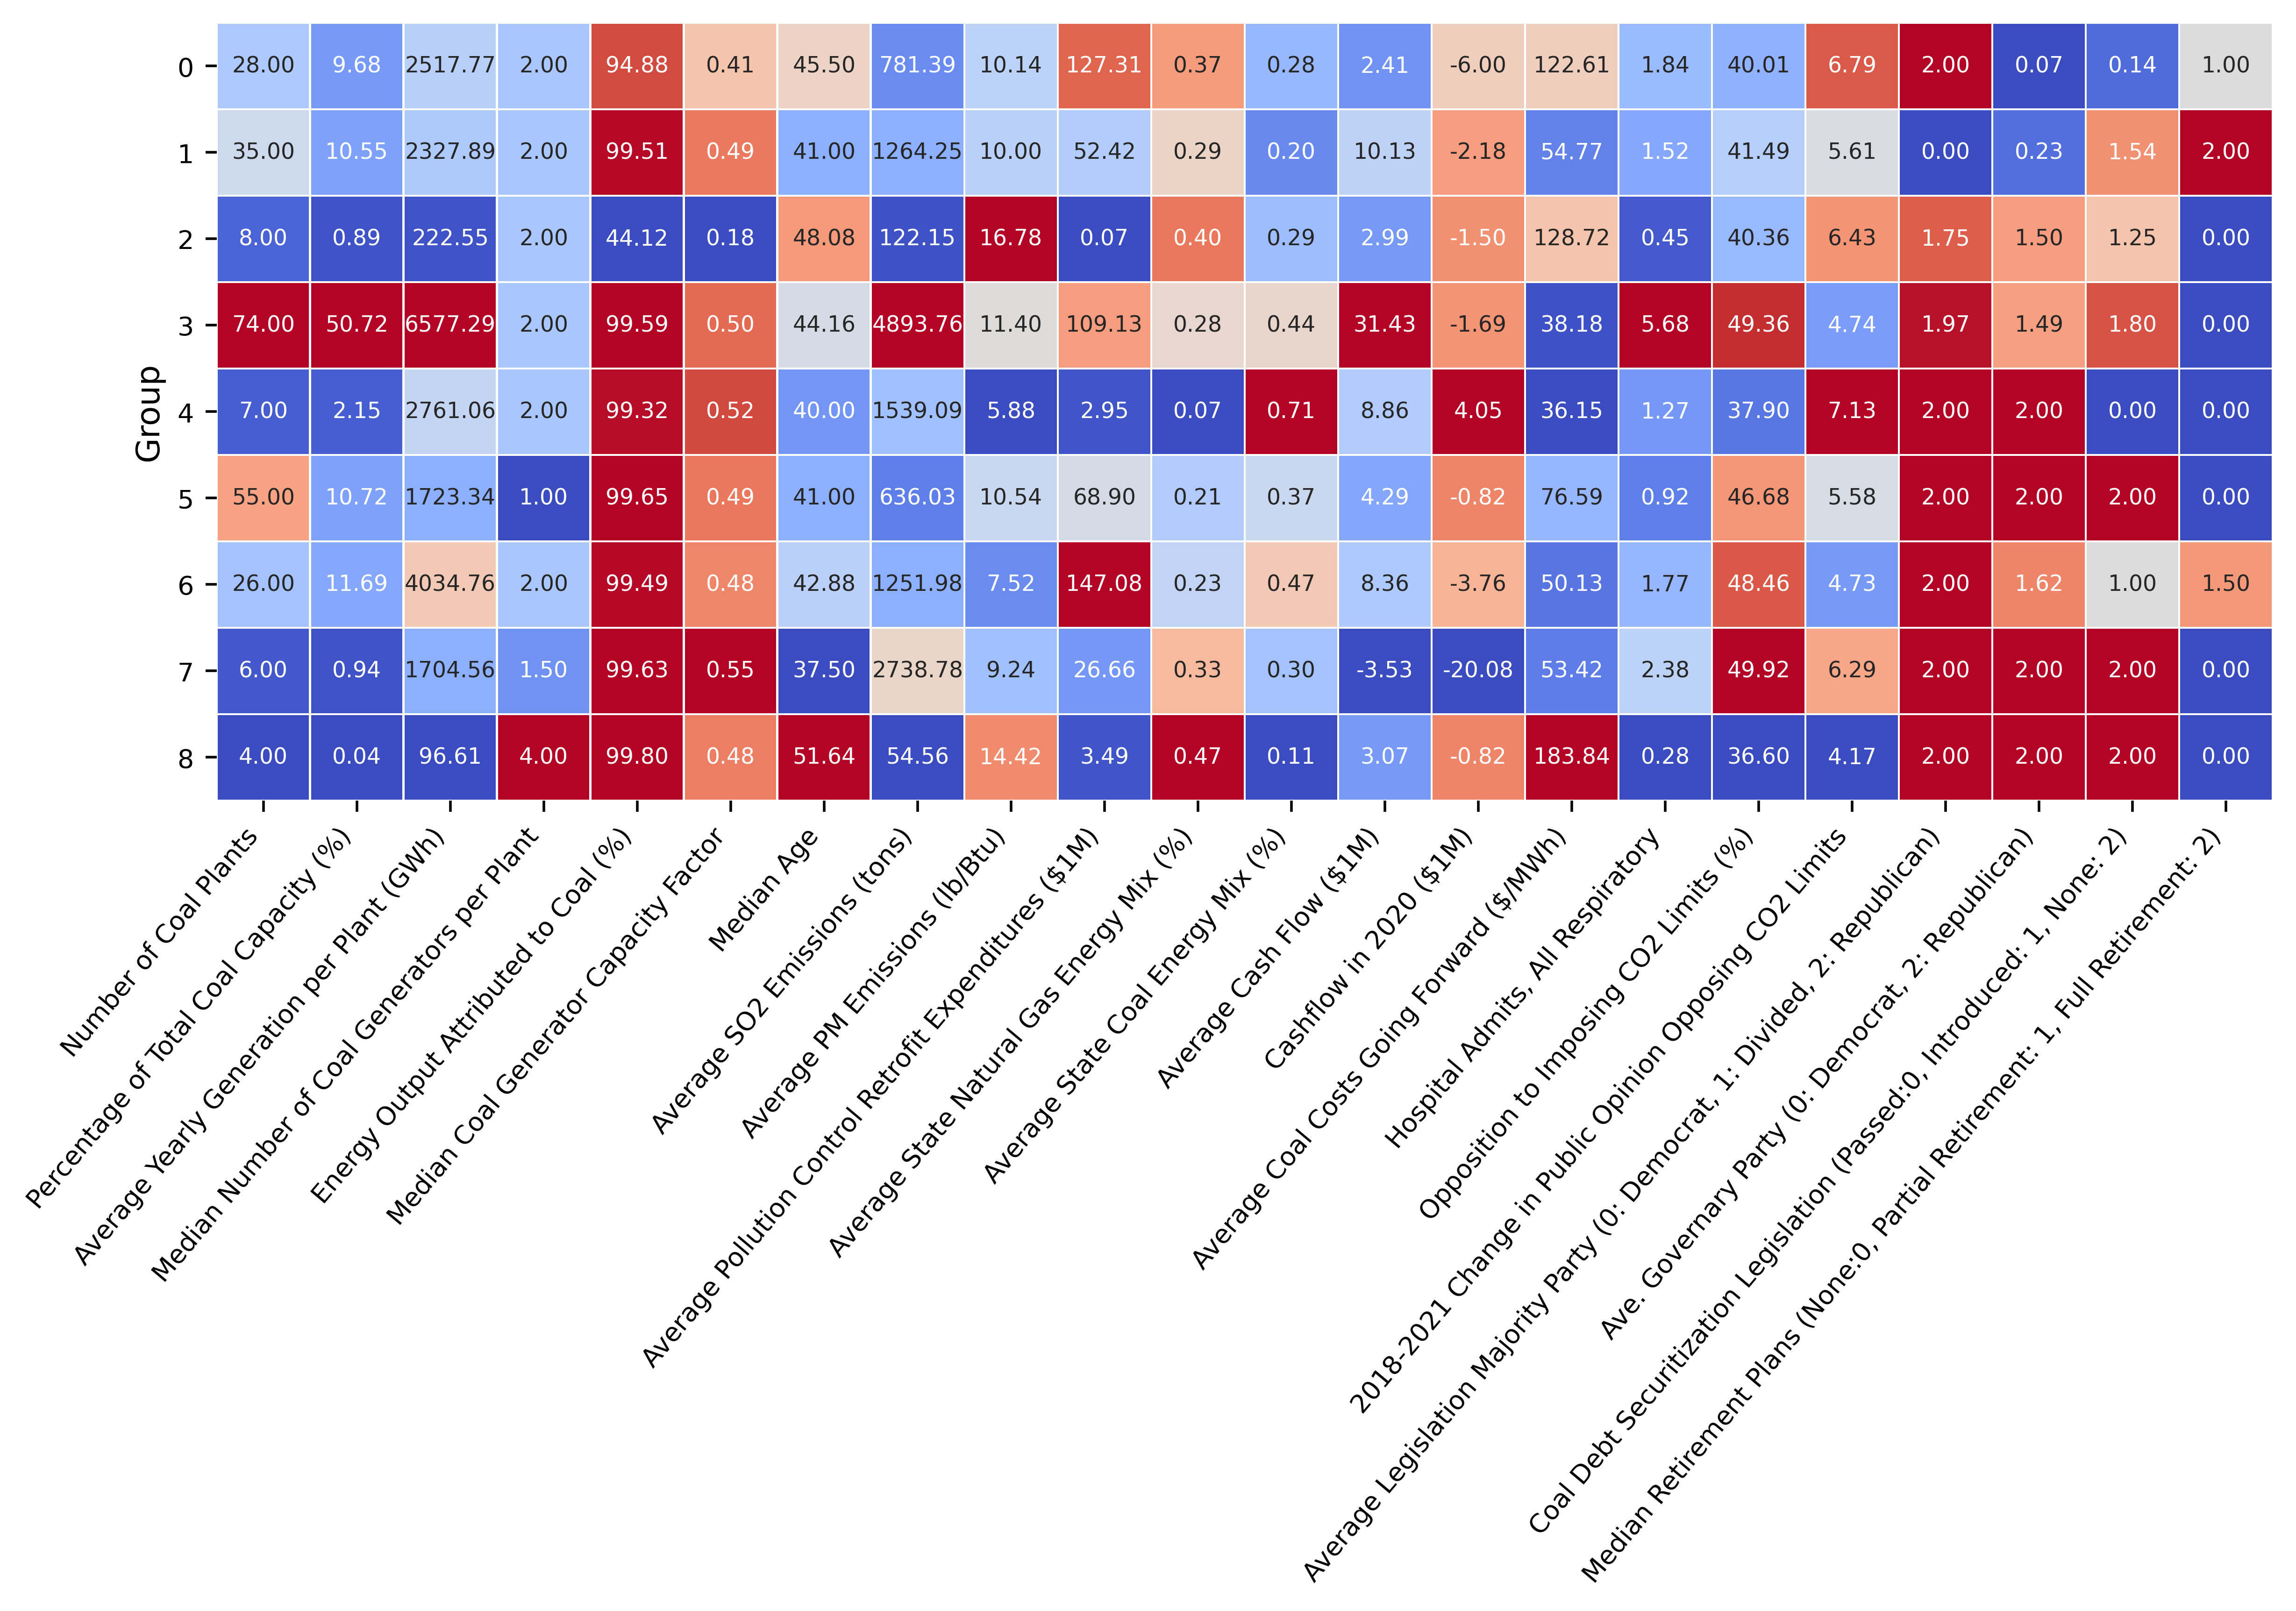 0 28.00 9.68 2517.77 2.00 94.88 0.41 45.50 781.39 10.14 127.31 0.37 0.28 2.41 -6.00 122.61 1.84 40.01 6.79 2.00 0.07 0.14 1.00
1 35.00 10.55 2327.89 2.00 99.51 0.49 41.00 1264.25 10.00 52.42 0.29 0.20 10.13 -2.18 54.77 1.52 41.49 5.61 0.00 0.23 1.54 2.00
2 8.00 0.89 222.55 2.00 44.12 0.18 48.08 122.15 16.78 0.07 0.40 0.29 2.99 -1.50 128.72 0.45 40.36 6.43 1.75 1.50 1.25 0.00
3 74.00 50.72 6577.29 2.00 99.59 0.50 44.16 4893.76 11.40 109.13 0.28 0.44 31.43 -1.69 38.18 5.68 49.36 4.74 1.97 1.49 1.80 0.00
Group
4 7.00 2.15 2761.06 2.00 99.32 0.52 40.00 1539.09 5.88 2.95 0.07 0.71 8.86 4.05 36.15 1.27 37.90 7.13 2.00 2.00 0.00 0.00
5 55.00 10.72 1723.34 1.00 99.65 0.49 41.00 636.03 10.54 68.90 0.21 0.37 4.29 -0.82 76.59 0.92 46.68 5.58 2.00 2.00 2.00 0.00
6 26.00 11.69 4034.76 2.00 99.49 0.48 42.88 1251.98 7.52 147.08 0.23 0.47 8.36 -3.76 50.13 1.77 48.46 4.73 2.00 1.62 1.00 1.50
7 6.00 0.94 1704.56 1.50 99.63 0.55 37.50 2738.78 9.24 26.66 0.33 0.30 -3.53 -20.08 53.42 2.38 49.92 6.29 2.00 2.00 2.00 0.00
8 4.00 0.04 96.61 4.00 99.80 0.48 51.64 54.56 14.42 3.49 0.47 0.11 3.07 -0.82 183.84 0.28 36.60 4.17 2.00 2.00 2.00 0.00
Number of Coal Plants
Percentage of Total Coal Capacity (%)
Average Yearly Generation per Plant (GWh)
Median Number of Coal Generators per Plant
Energy Output Attributed to Coal (%)
Median Coal Generator Capacity Factor
Median Age
Average SO2 Emissions (tons)
Average PM Emissions (lb/Btu)
Average Pollution Control Retrofit Expenditures ($1M)
Average State Natural Gas Energy Mix (%)
Average State Coal Energy Mix (%)
Average Cash Flow ($1M)
Cashflow in 2020 ($1M)
Average Coal Costs Going Forward ($/MWh)
Hospital Admits, All Respiratory
Opposition to Imposing CO2 Limits (%)
2018-2021 Change in Public Opinion Opposing CO2 Limits
Average Legislation Majority Party (0: Democrat, 1: Divided, 2: Republican)
Ave. Governary Party (0: Democrat, 2: Republican)
Coal Debt Securitization Legislation (Passed:0, Introduced: 1, None: 2)
Median Retirement Plans (None:0, Partial Retirement: 1, Full Retirement: 2)